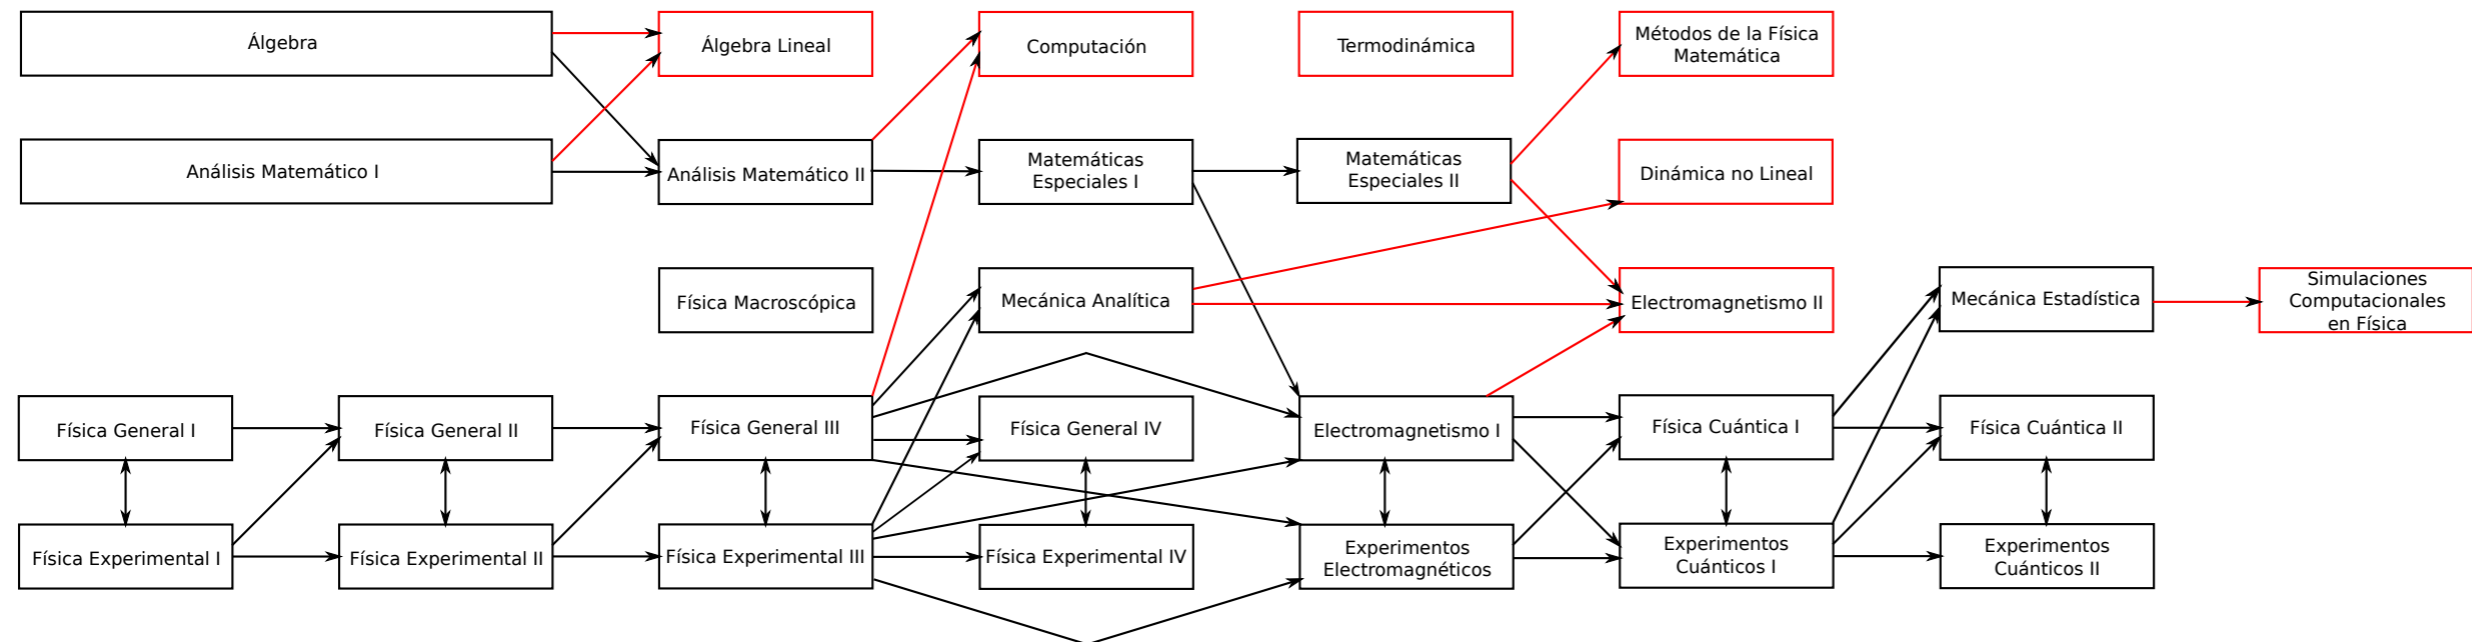 Álgebra
Álgebra Lineal
Computación
Termodinámica
Métodos de la Física
Matemática
Análisis Matemático I
Análisis Matemático II
Matemáticas
Especiales I
Matemáticas
Especiales II
Dinámica no Lineal
Física Macroscópica
Mecánica Analítica
Electromagnetismo II
Mecánica Estadística
Simulaciones
Computacionales
en Física
Física General I
Física General II
Física General III
Física General IV
Electromagnetismo I
Física Cuántica I
Física Cuántica II
Física Experimental I
Física Experimental II
Física Experimental III
Física Experimental IV
Experimentos
Electromagnéticos
Experimentos
Cuánticos I
Experimentos
Cuánticos II